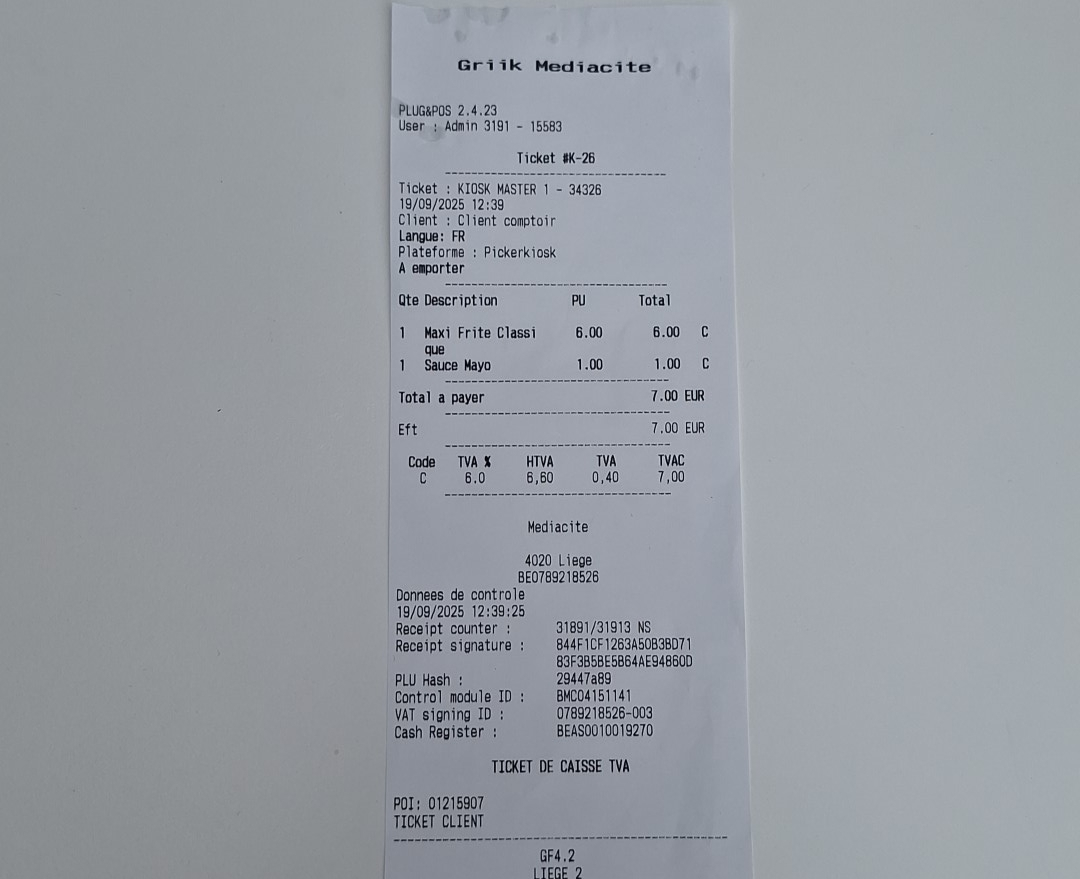 Griik Mediacite
PLUG&POS 2.4.23
User : Admin 3191 - 15583
Ticket #K-26
Ticket : KIOSK MASTER 1 - 34326
19/09/2025 12:39
Client : Client comptoir
Langue: FR
Plateforme : Pickerkiosk
A emporter
Qte Description PU Total
1 Maxi Frite Classi 6.00 6.00 C
que
1 Sauce Mayo 1.00 1.00 C
Total a payer 7.00 EUR
Eft 7.00 EUR
Code TVA % HTVA TVA TVAC
C 6.0 6,60 0,40 7,00
Mediacite
4020 Liege
BE0789218526
Donnees de controle
19/09/2025 12:39:25
Receipt counter : 31891/31913 NS
Receipt signature : 844F1CF1263A50B3BD71
83F3B5BE5B64AE94860D
PLU Hash : 29447a89
Control module ID : BMC04151141
VAT signing ID : 0789218526-003
Cash Register : BEAS0010019270
TICKET DE CAISSE TVA
POI: 01215907
TICKET CLIENT
GF4.2
LIEGE 2